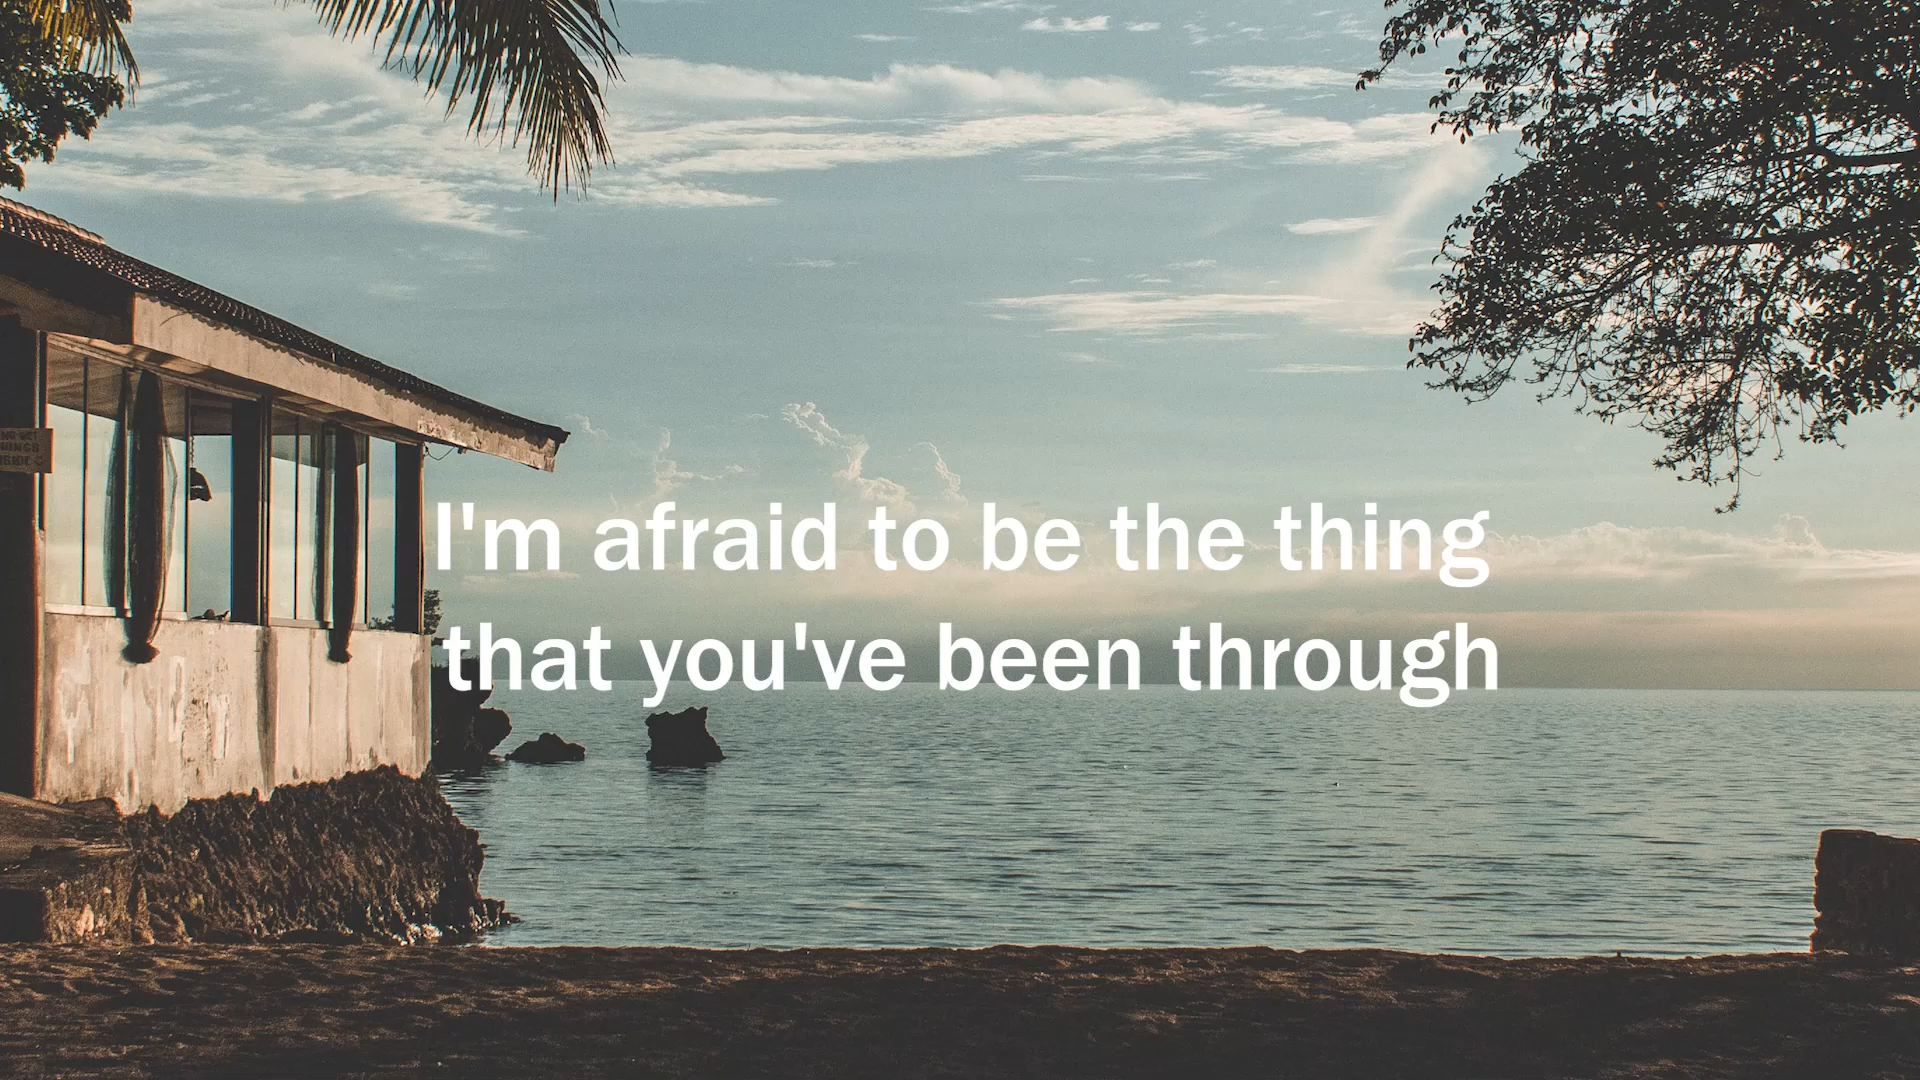 I'm afraid to be the thing
that you've been through